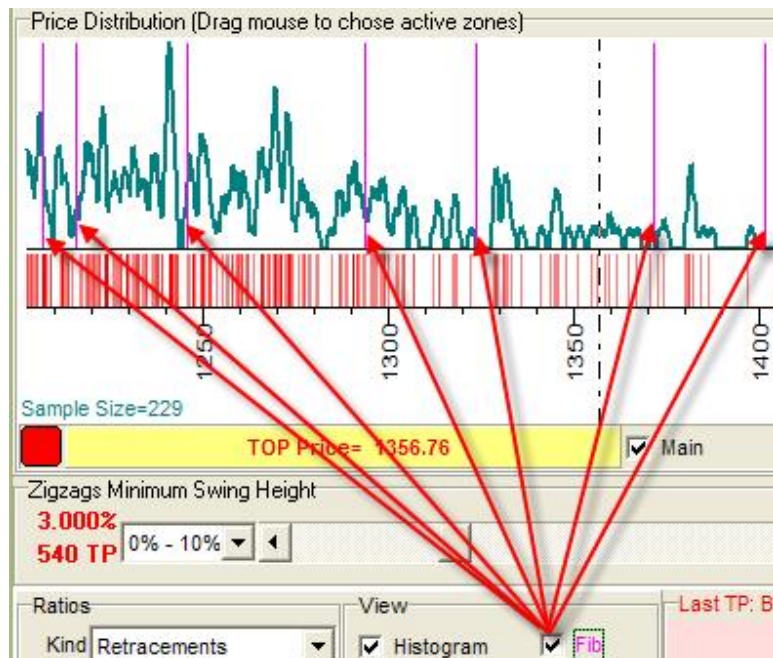 Price Distribution (Drag mouse to chose active zones)
1250 1300 1350 1400
Sample Size=229
TOP Price= 1356.76 Main
Zigzags Minimum Swing Height
3.000%
540 TP 0% - 10%
Ratios View Last TP: B
Kind Retracements Histogram Fib